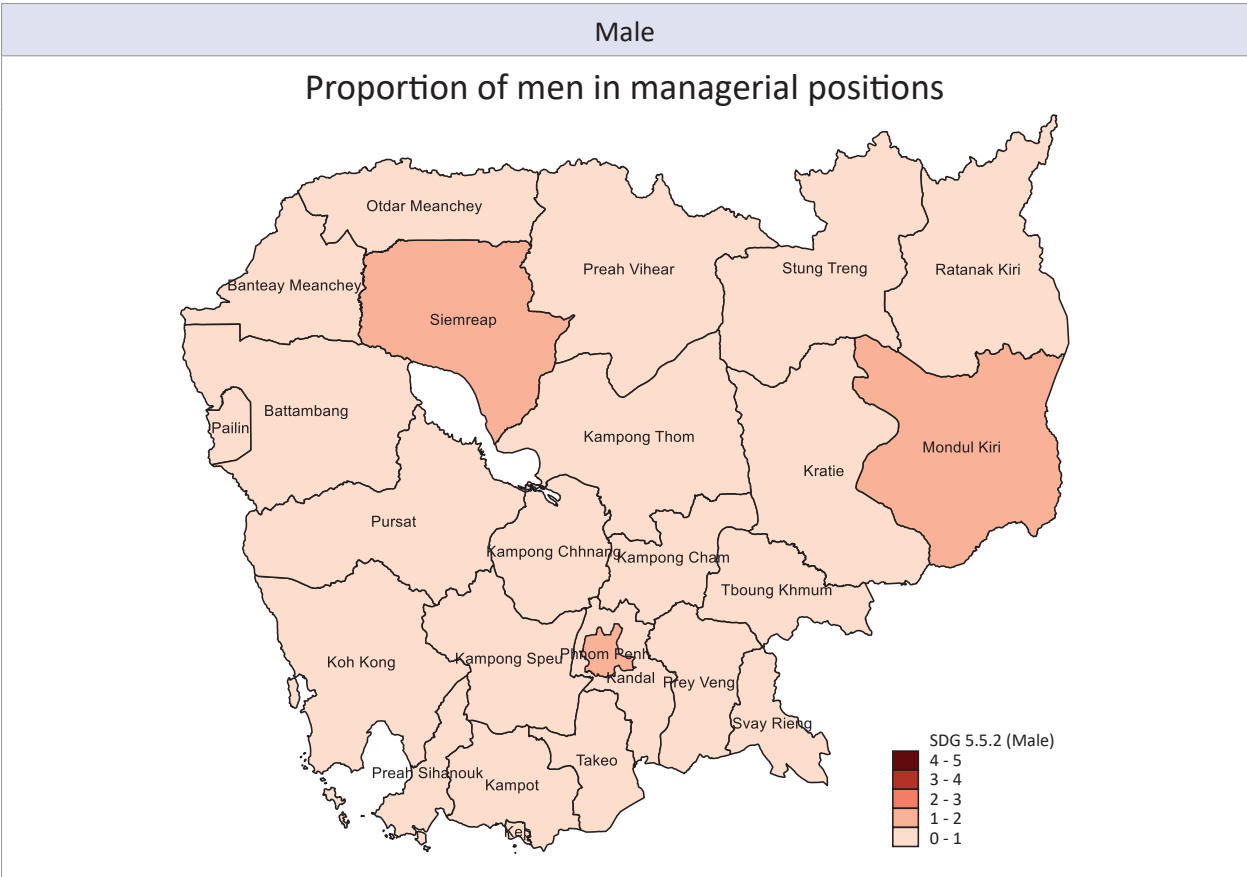 Male
Proportion of men in managerial positions
Otdar Meanchey
Preah Vihear
Stung Treng
Ratanak Kiri
Banteay Meanchey
Siemreap
Battambang
Pailin
Kampong Thom
Mondul Kiri
Kratie
Pursat
Kampong Chhnang
Kampong Cham
Tboung Khmum
Koh Kong
Kampong Speu
Phnom Penh
Kandal
Prey Veng
Svay Rieng
Takeo
Preah Sihanouk
Kampot
Kep
SDG 5.5.2 (Male)
4 - 5
3 - 4
2 - 3
1 - 2
0 - 1